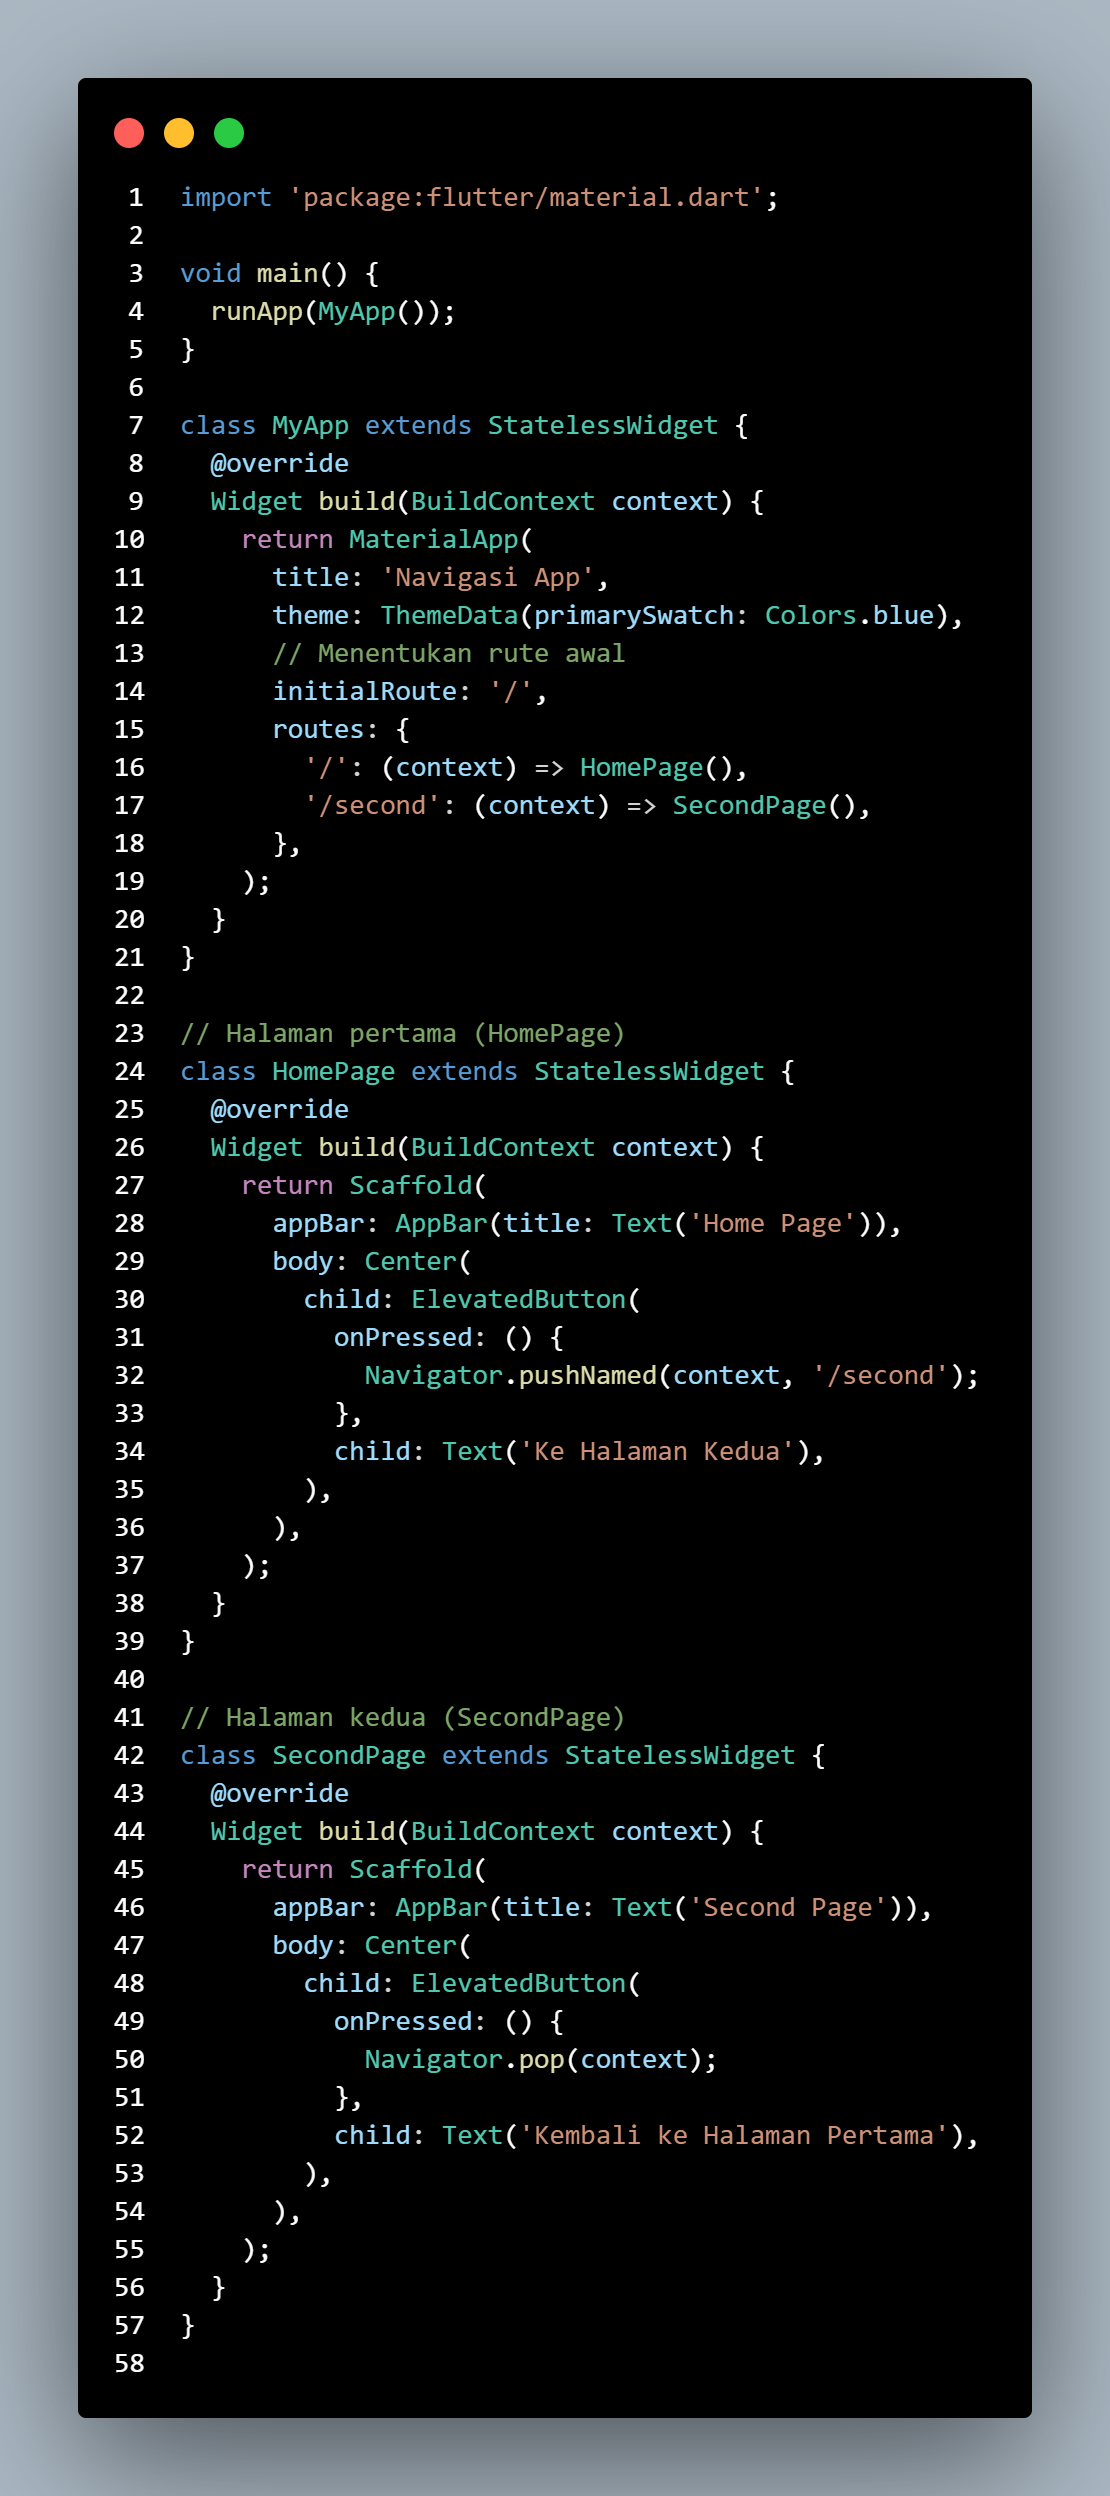 1 import 'package:flutter/material.dart';
2
3 void main() {
4   runApp(MyApp());
5 }
6
7 class MyApp extends StatelessWidget {
8   @override
9   Widget build(BuildContext context) {
10     return MaterialApp(
11       title: 'Navigasi App',
12       theme: ThemeData(primarySwatch: Colors.blue),
13       // Menentukan rute awal
14       initialRoute: '/',
15       routes: {
16         '/': (context) => HomePage(),
17         '/second': (context) => SecondPage(),
18       },
19     );
20   }
21 }
22
23 // Halaman pertama (HomePage)
24 class HomePage extends StatelessWidget {
25   @override
26   Widget build(BuildContext context) {
27     return Scaffold(
28       appBar: AppBar(title: Text('Home Page')),
29       body: Center(
30         child: ElevatedButton(
31           onPressed: () {
32             Navigator.pushNamed(context, '/second');
33           },
34           child: Text('Ke Halaman Kedua'),
35         ),
36       ),
37     );
38   }
39 }
40
41 // Halaman kedua (SecondPage)
42 class SecondPage extends StatelessWidget {
43   @override
44   Widget build(BuildContext context) {
45     return Scaffold(
46       appBar: AppBar(title: Text('Second Page')),
47       body: Center(
48         child: ElevatedButton(
49           onPressed: () {
50             Navigator.pop(context);
51           },
52           child: Text('Kembali ke Halaman Pertama'),
53         ),
54       ),
55     );
56   }
57 }
58